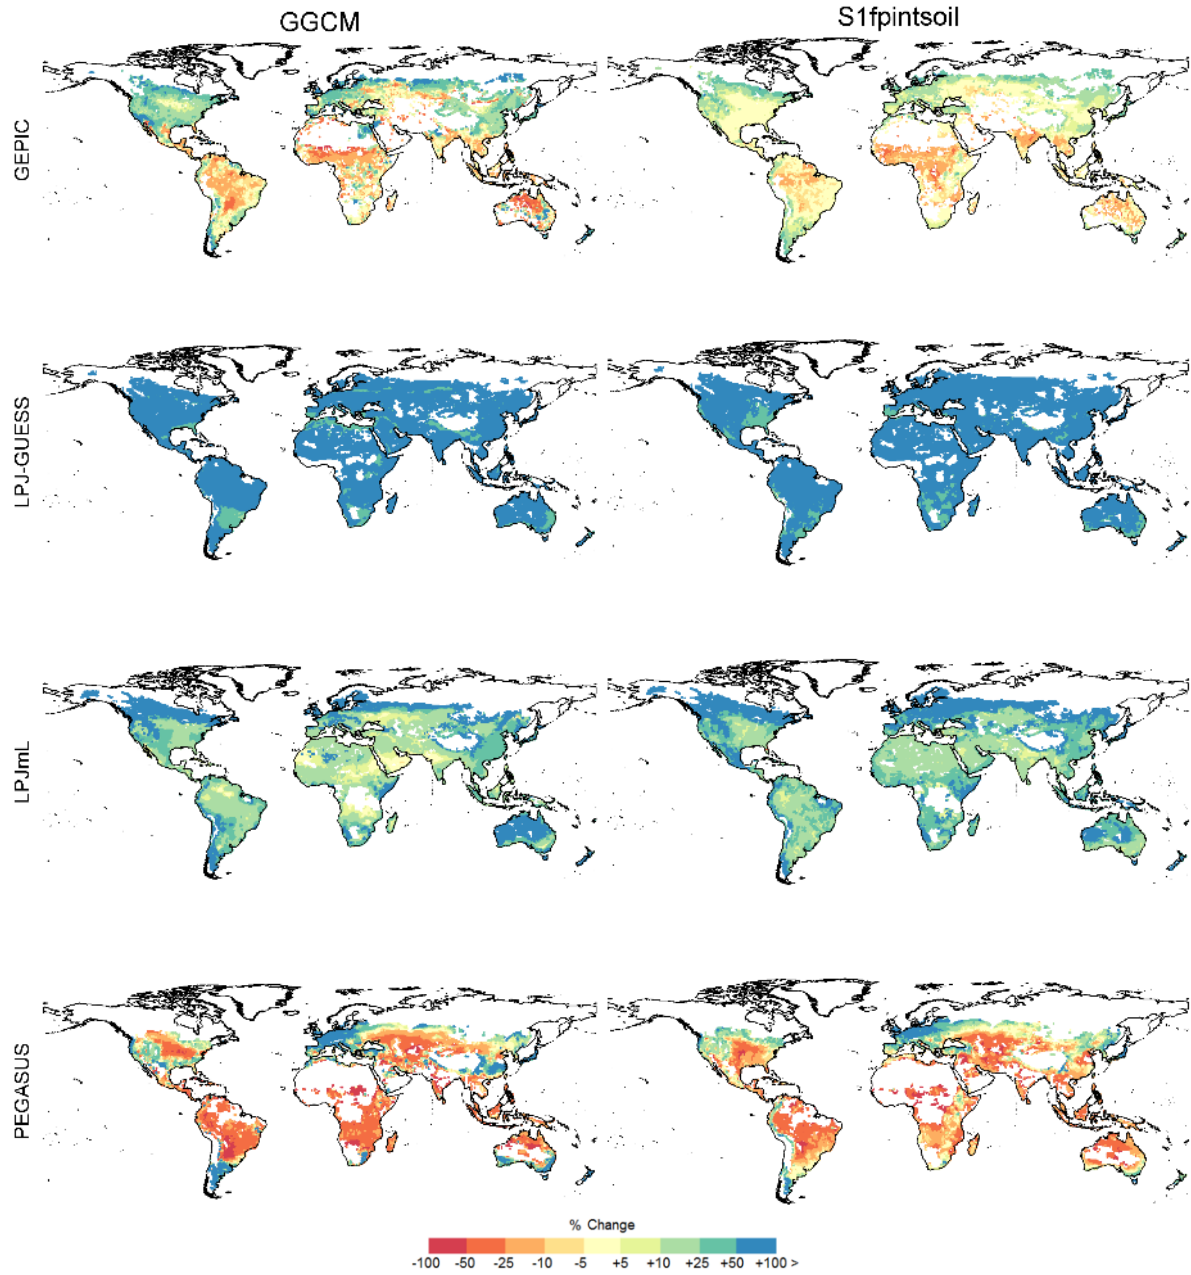 GGCM
S1fpintsoil
GEPIC
LPJ-GUESS
LPJmL
PEGASUS
% Change
-100 -50 -25 -10 -5 +5 +10 +25 +50 +100 >